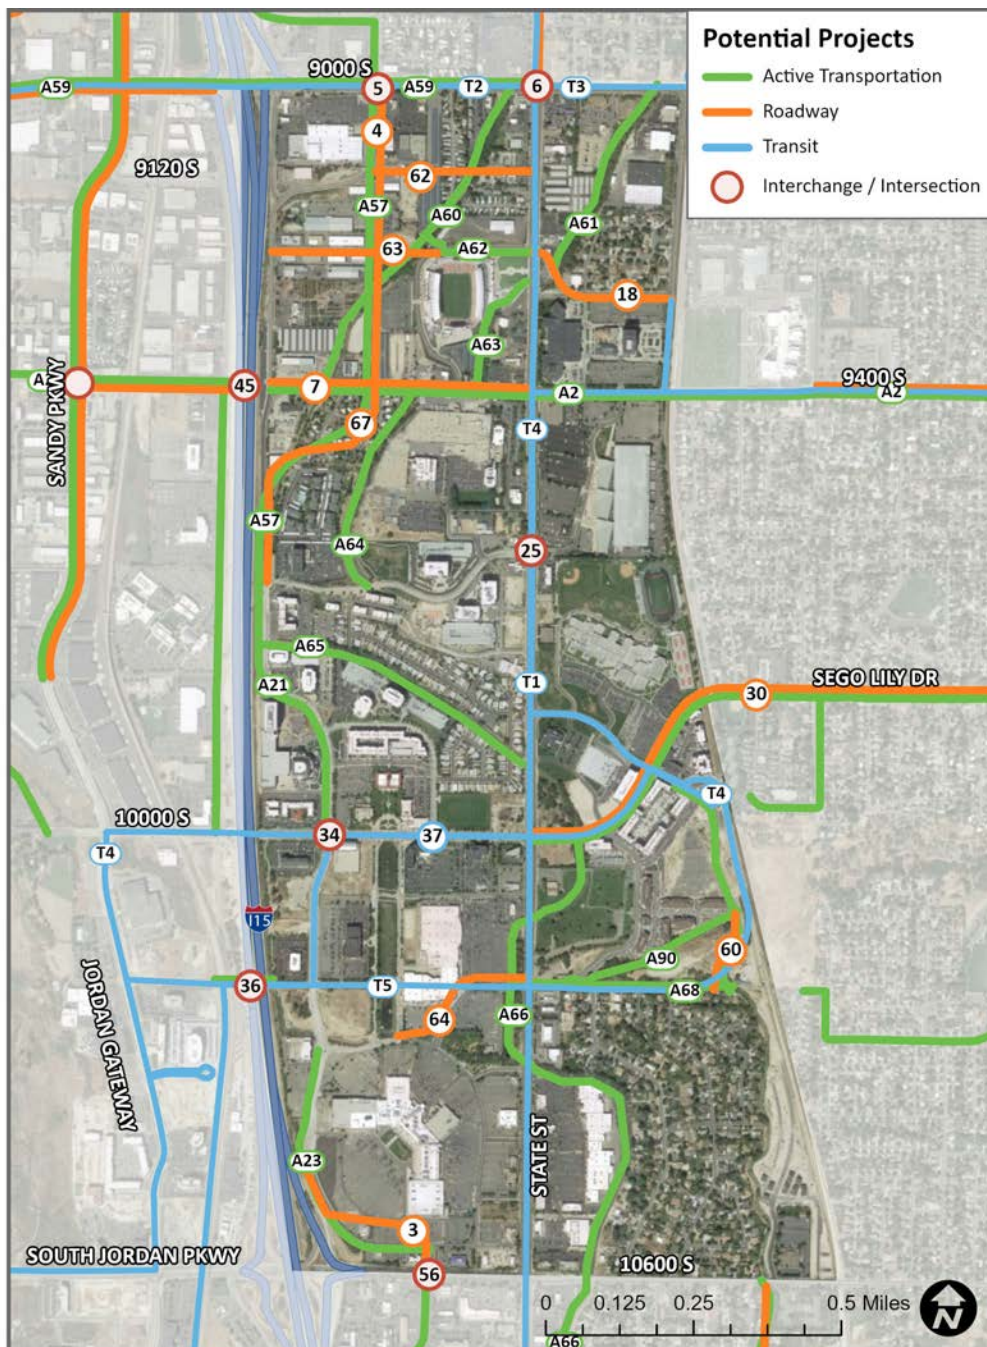 Potential Projects
Active Transportation
Roadway
Transit
Interchange / Intersection
9000 S
A59
5
A59
T2
6
T3
4
9120 S
62
A57
A60
A61
63
A62
18
A63
A
45
7
9400 S
A2
A2
SANDY PKWY
67
T4
A57
A64
25
A65
SEGO LILY DR
A21
T1
30
T4
10000 S
34
37
T4
I15
60
A90
36
T5
A68
A66
64
JORDAN GATEWAY
STATE ST
A23
3
SOUTH JORDAN PKWY
56
10600 S
0 0.125 0.25 0.5 Miles
N
A66